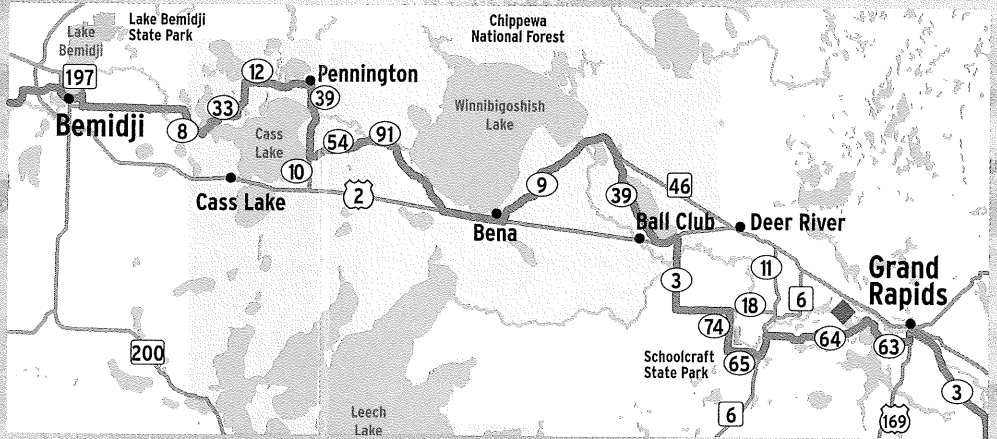 Lake Bemidji
State Park
Lake
Bemidji
197
Bemidji
8
33
12
Pennington
39
Cass
Lake
10
54
91
Cass Lake
2
Chippewa
National Forest
Winnibigoshish
Lake
Bena
9
39
46
Ball Club
Deer River
3
11
6
18
74
65
Schoolcraft
State Park
64
Grand
Rapids
63
3
6
169
200
Leech
Lake